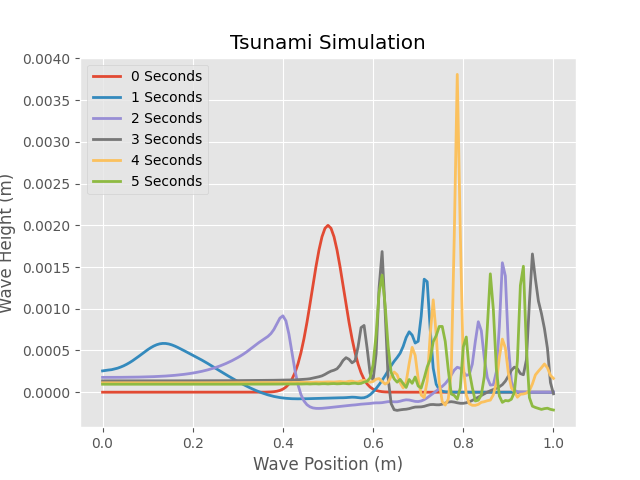 Tsunami Simulation
0.0040
0.0035
0.0030
0.0025
0.0020
0.0015
0.0010
0.0005
0.0000
Wave Height (m)
0 Seconds
1 Seconds
2 Seconds
3 Seconds
4 Seconds
5 Seconds
0.0 0.2 0.4 0.6 0.8 1.0
Wave Position (m)